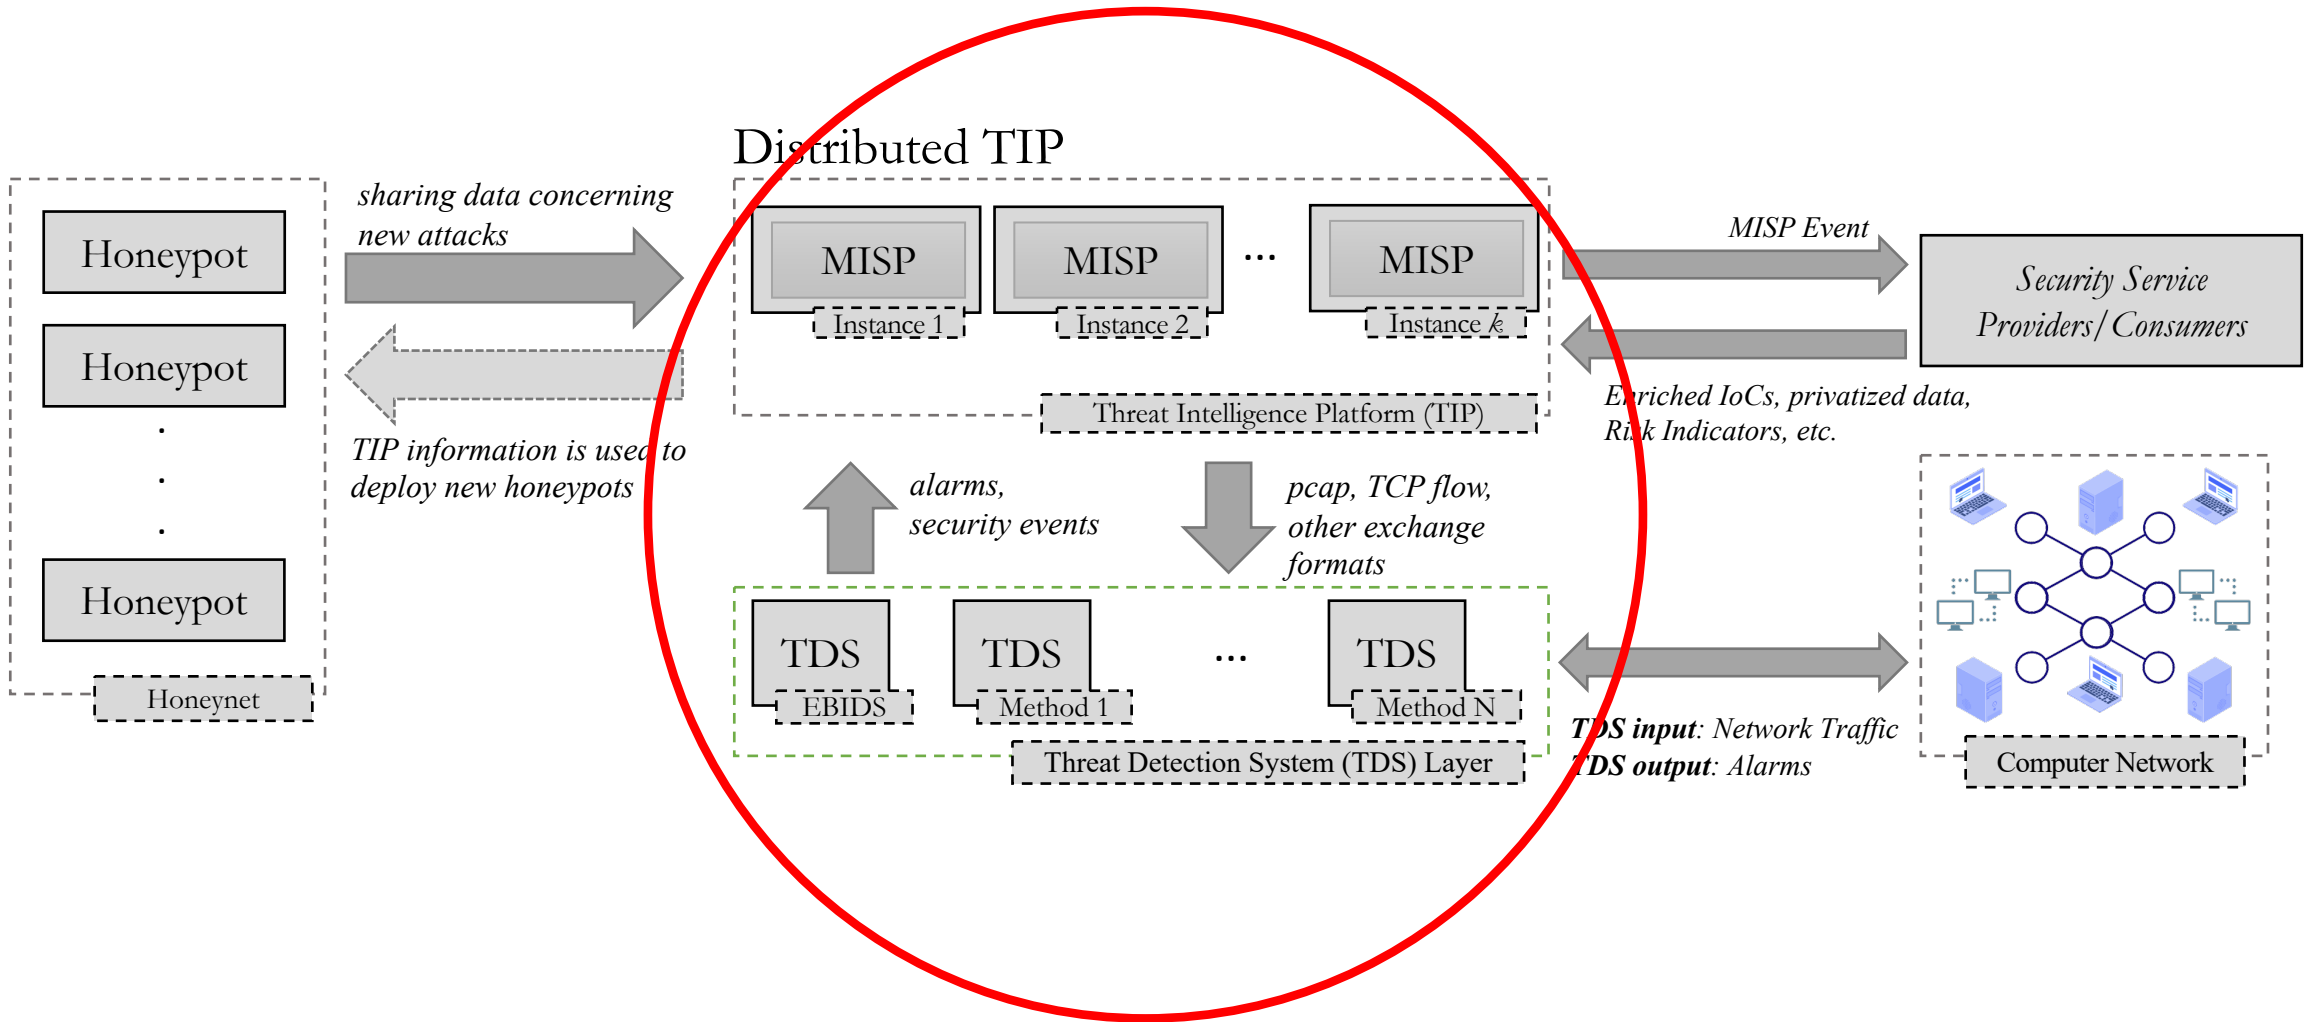 Distributed TIP
sharing data concerning
new attacks
Honeypot
Honeypot
.
.
.
Honeypot
Honeynet
TIP information is used to
deploy new honeypots
MISP
Instance 1
MISP
Instance 2
...
MISP
Instance k
Threat Intelligence Platform (TIP)
MISP Event
Security Service
Providers/Consumers
Enriched IoCs, privatized data,
Risk Indicators, etc.
alarms,
security events
pcap, TCP flow,
other exchange
formats
TDS
EBIDS
TDS
Method 1
...
TDS
Method N
Threat Detection System (TDS) Layer
TDS input: Network Traffic
TDS output: Alarms
Computer Network